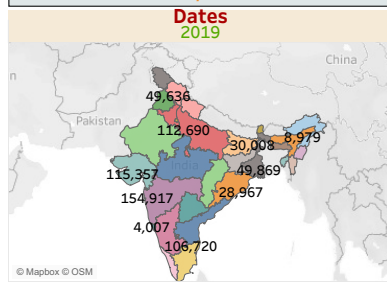 Dates
2019
China
49,636
Pakistan
112,690
8,979
30,008
India
115,357
49,869
154,917
28,967
4,007
106,720
© Mapbox © OSM